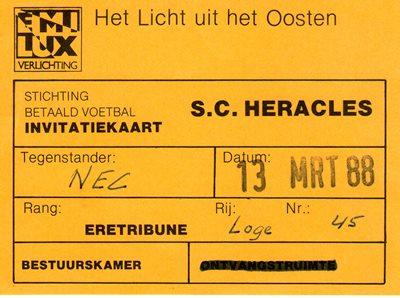 EMI
LUX
VERLICHTING
Het Licht uit het Oosten
STICHTING
BETAALD VOETBAL
INVITATIEKAART
S.C. HERACLES
Tegenstander:
NEC
Datum:
13 MRT 88
Rang:
ERETRIBUNE
Rij:
Loge
Nr.:
45
BESTUURSKAMER
ONTVANGSTRUIMTE